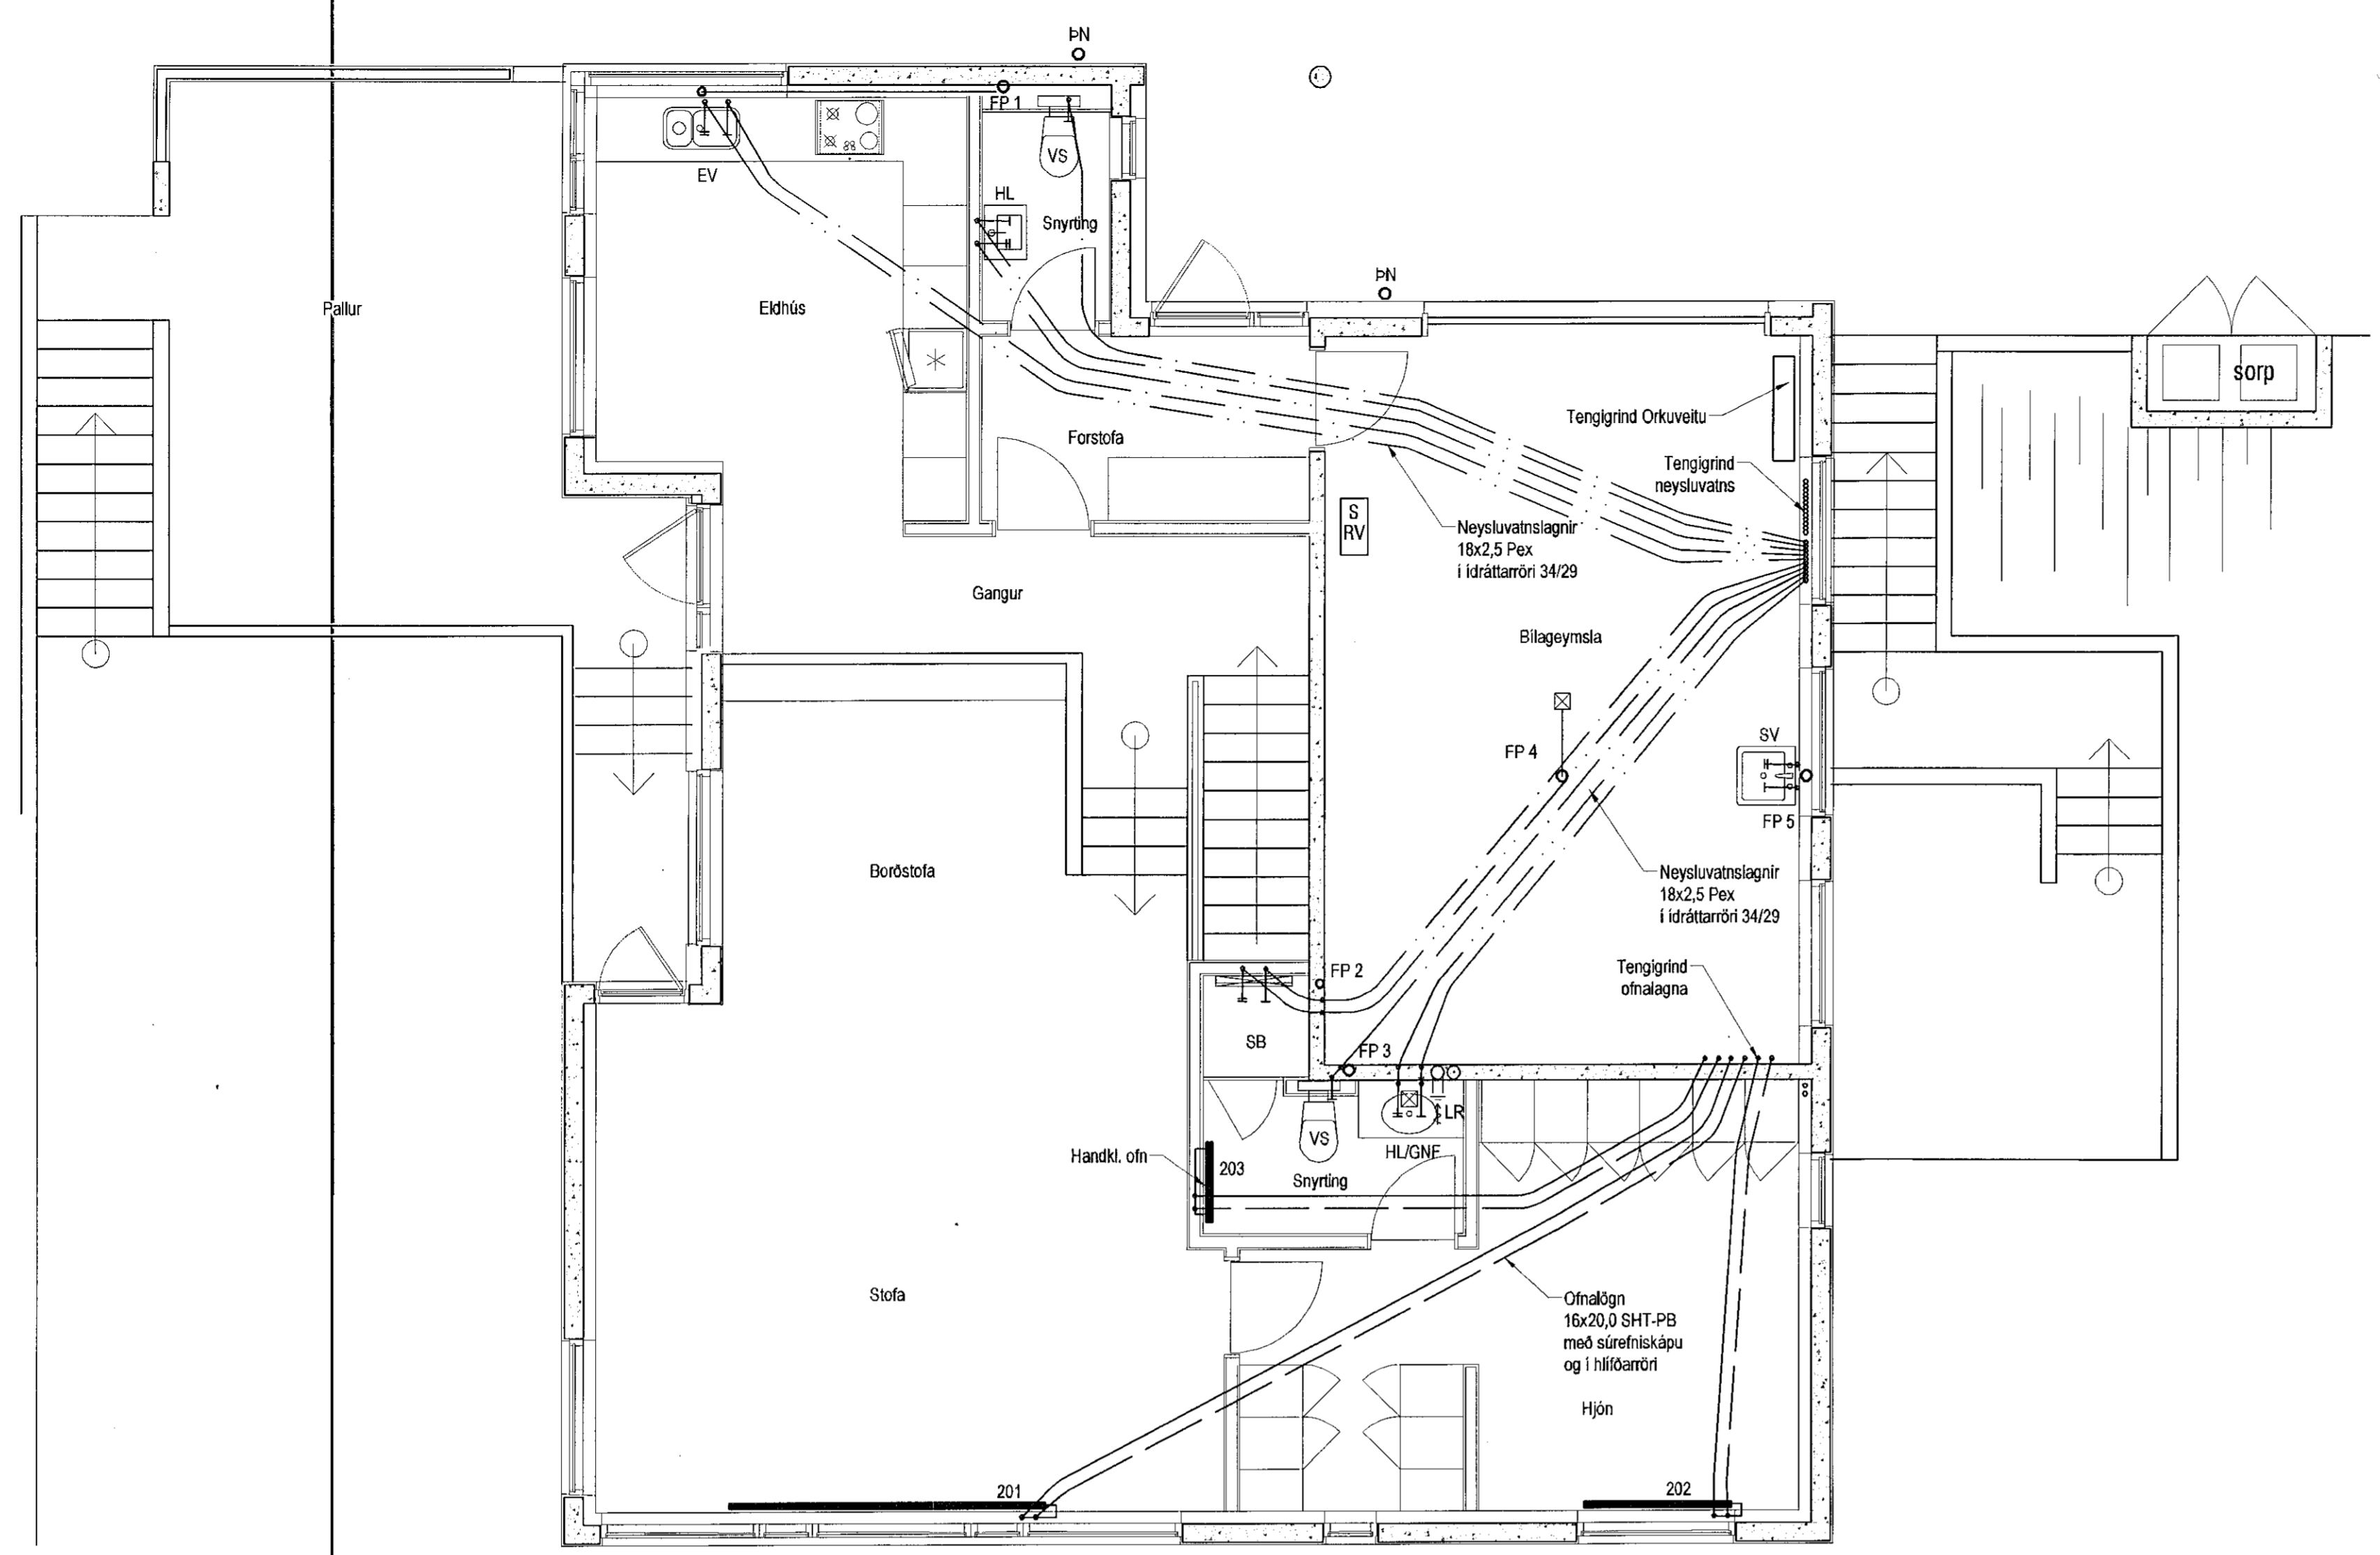 ÞN
FP 1
VS
EV
HL
Snyrting
ÞN
Pallur
Eldhús
sorp
Tengigrind Orkuveitu
Forstofa
Tengigrind
neysluvatns
S
RV
Neysluvatnslagnir
18x2,5 Pex
í ídráttarröri 34/29
Gangur
Bílageymsla
SV
FP 4
FP 5
Borðstofa
Neysluvatnslagnir
18x2,5 Pex
í ídráttarröri 34/29
FP 2
Tengigrind
ofnalagna
SB
FP 3
LR
VS
HL/GNF
Handkl. ofn
203
Snyrting
Stofa
Ofnalögn
16x20,0 SHT-PB
með súrefniskápu
og í hlífðarröri
Hjón
201
202